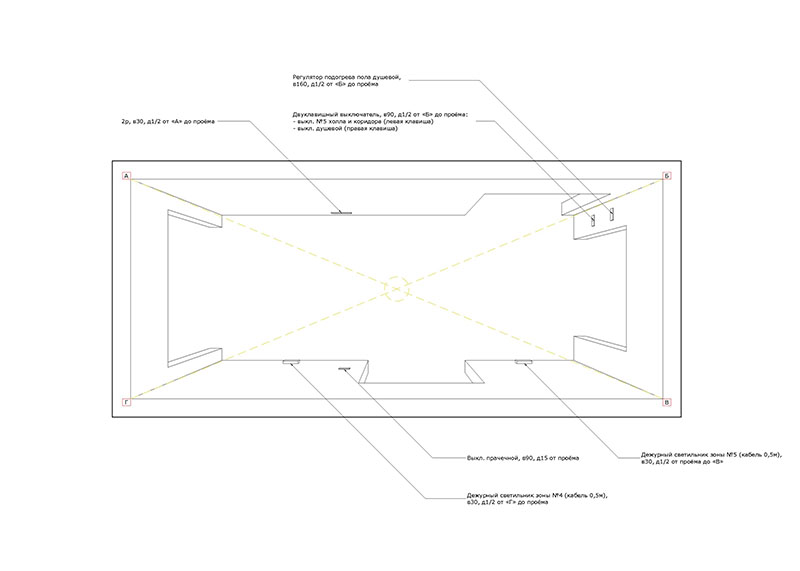 Регулятор подогрева пола душевой,
в160, д1/2 от «Б» до проёма
Двуклавишный выключатель, в90, д1/2 от «Б» до проёма:
- выкл. №5 холла и коридора (левая клавиша)
- выкл. душевой (правая клавиша)
2р, в30, д1/2 от «А» до проёма
А
Б
Г
В
Выкл. прачечной, в90, д15 от проёма
Дежурный светильник зоны №5 (кабель 0,5м),
в30, д1/2 от проёма до «В»
Дежурный светильник зоны №4 (кабель 0,5м),
в30, д1/2 от «Г» до проёма